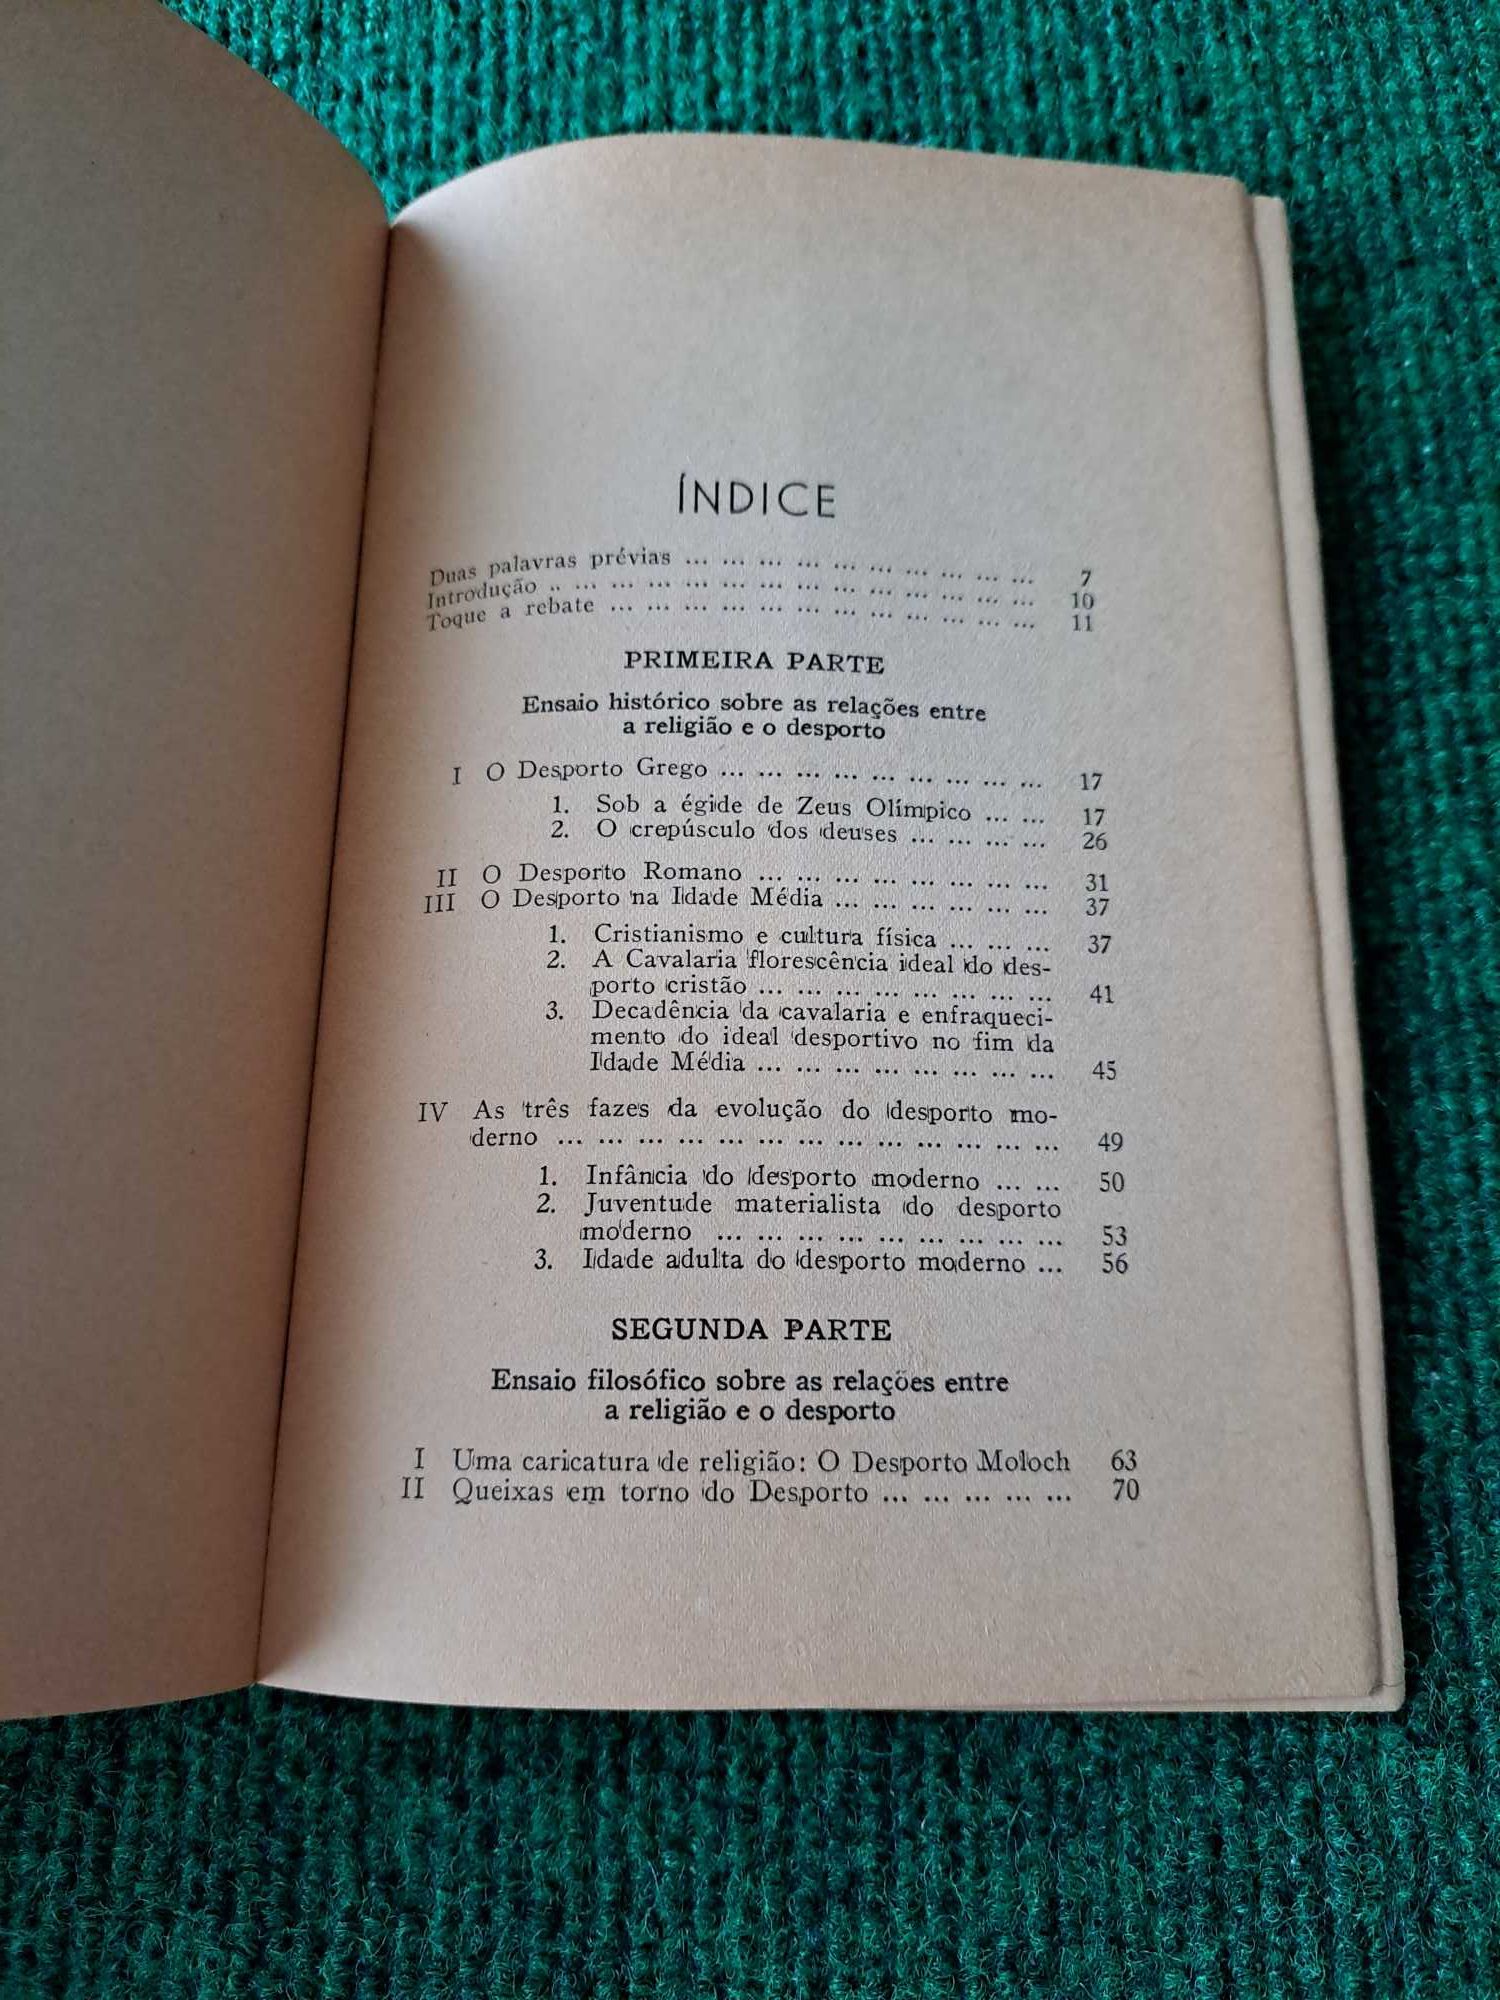 ÍNDICE
Duas palavras prévias ... ... ... ... ... ... ... ... ... ... 7
Introdução .. ... ... ... ... ... ... ... ... ... ... ... ... 10
Toque a rebate ... ... ... ... ... ... ... ... ... ... ... ... 11
PRIMEIRA PARTE
Ensaio histórico sobre as relações entre
a religião e o desporto
I O Desporto Grego ... ... ... ... ... ... ... ... ... 17
1. Sob a égide de Zeus Olímpico ... ... 17
2. O crepúsculo dos deuses ... ... ... ... 26
II O Desporto Romano ... ... ... ... ... ... ... ... 31
III O Desporto na Idade Média ... ... ... ... ... ... 37
1. Cristianismo e cultura física ... ... ... 37
2. A Cavalaria florescência ideal do des-
porto cristão ... ... ... ... ... ... ... ... 41
3. Decadência da cavalaria e enfraqueci-
mento do ideal desportivo no fim da
Idade Média ... ... ... ... ... ... ... ... 45
IV As três fazes da evolução do desporto mo-
derno ... ... ... ... ... ... ... ... ... ... ... ... ... 49
1. Infância do desporto moderno ... ... 50
2. Juventude materialista do desporto
moderno ... ... ... ... ... ... ... ... ... 53
3. Idade adulta do desporto moderno ... 56
SEGUNDA PARTE
Ensaio filosófico sobre as relações entre
a religião e o desporto
I Uma caricatura de religião: O Desporto Moloch 63
II Queixas em torno do Desporto ... ... ... ... ... 70